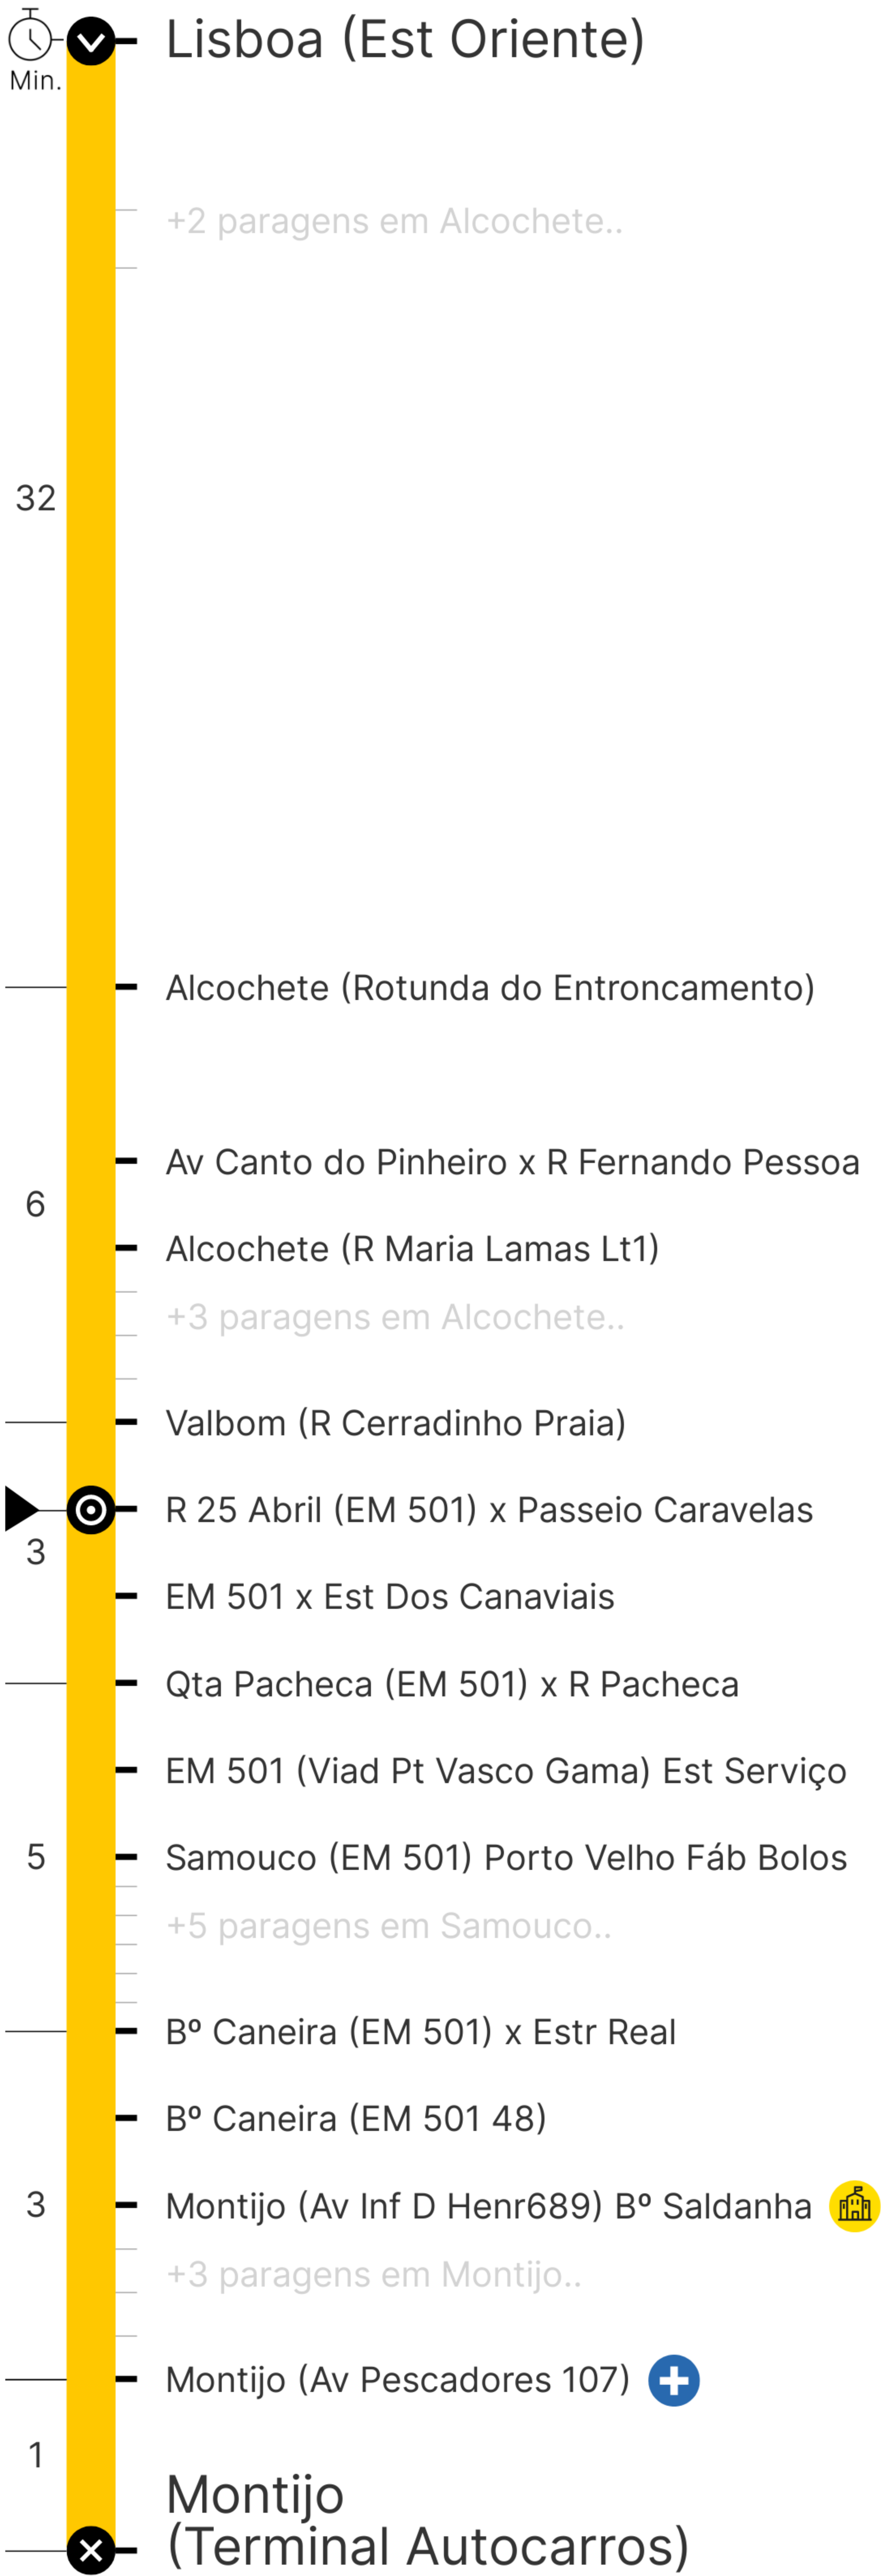 Lisboa (Est Oriente)
Min.
+2 paragens em Alcochete..
32
Alcochete (Rotunda do Entroncamento)
Av Canto do Pinheiro x R Fernando Pessoa
6
Alcochete (R Maria Lamas Lt1)
+3 paragens em Alcochete..
Valbom (R Cerradinho Praia)
R 25 Abril (EM 501) x Passeio Caravelas
3
EM 501 x Est Dos Canaviais
Qta Pacheca (EM 501) x R Pacheca
EM 501 (Viad Pt Vasco Gama) Est Serviço
5
Samouco (EM 501) Porto Velho Fáb Bolos
+5 paragens em Samouco..
Bº Caneira (EM 501) x Estr Real
Bº Caneira (EM 501 48)
3
Montijo (Av Inf D Henr689) Bº Saldanha
+3 paragens em Montijo..
Montijo (Av Pescadores 107)
1
Montijo
(Terminal Autocarros)